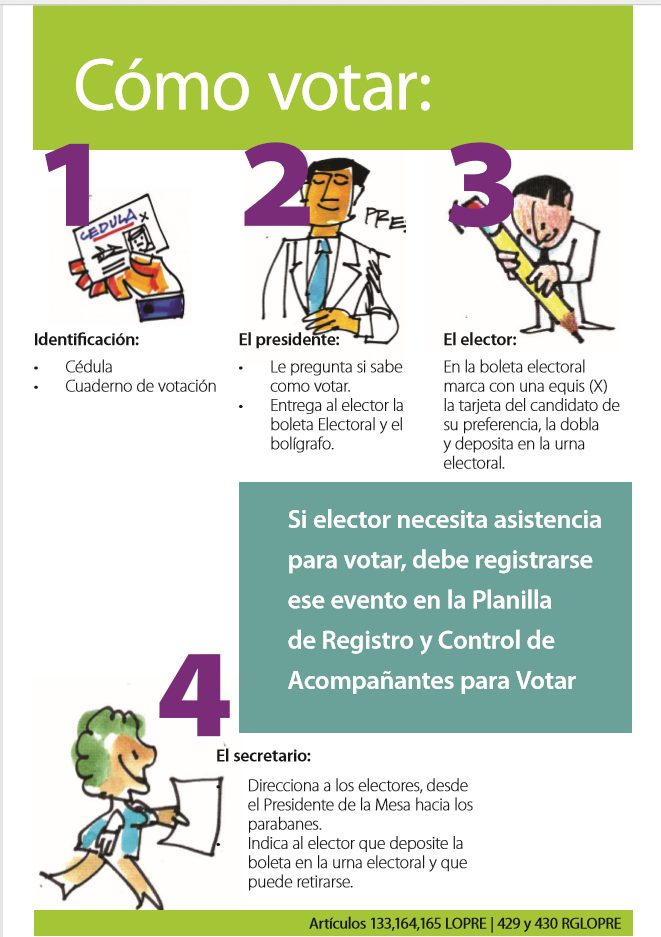 Cómo votar:
1
CEDULA X
Identificación:
• Cédula
• Cuaderno de votación
2
PRE.
El presidente:
• Le pregunta si sabe
como votar.
• Entrega al elector la
boleta Electoral y el
bolígrafo.
3
El elector:
En la boleta electoral
marca con una equis (X)
la tarjeta del candidato de
su preferencia, la dobla
y deposita en la urna
electoral.
Si elector necesita asistencia
para votar, debe registrarse
ese evento en la Planilla
de Registro y Control de
Acompañantes para Votar
4
El secretario:
• Direcciona a los electores, desde
el Presidente de la Mesa hacia los
parabanes.
• Indica al elector que deposite la
boleta en la urna electoral y que
puede retirarse.
Artículos 133,164,165 LOPRE | 429 y 430 RGLOPRE